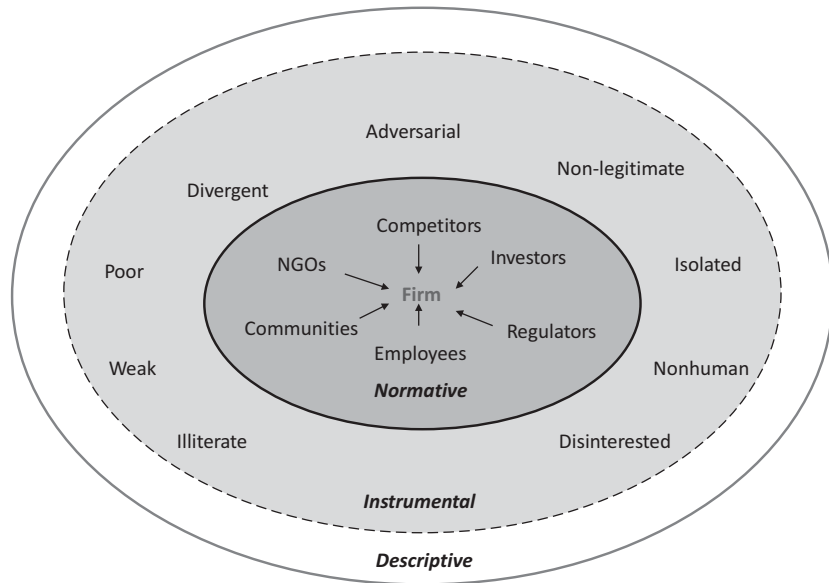 Adversarial
Non-legitimate
Divergent
Competitors
NGOs
Investors
Poor
Isolated
Firm
Communities
Regulators
Employees
Weak
Nonhuman
Normative
Illiterate
Disinterested
Instrumental
Descriptive